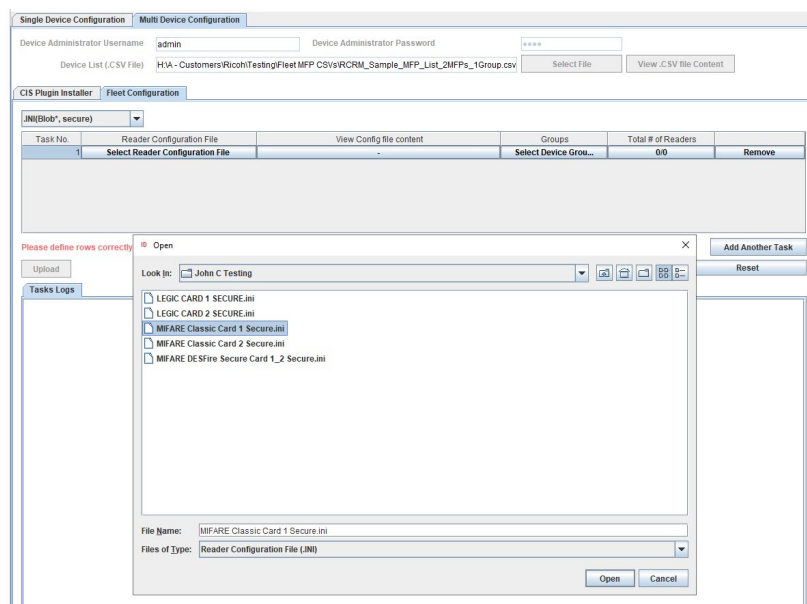 Single Device Configuration Multi Device Configuration
Device Administrator Username admin Device Administrator Password ****
Device List (.CSV File) H:\A - Customers\Ricoh\Testing\Fleet MFP CSVs\RCRM_Sample_MFP_List_2MFPs_1Group.csv Select File View .CSV file Content
CIS Plugin Installer Fleet Configuration
.INI(Blob*, secure)
Task No. Reader Configuration File View Config file content Groups Total # of Readers
1 Select Reader Configuration File - Select Device Grou... 0/0 Remove
Please define rows correctly
Add Another Task
Upload
Reset
Tasks Logs
Open
Look In: John C Testing
LEGIC CARD 1 SECURE.ini
LEGIC CARD 2 SECURE.ini
MIFARE Classic Card 1 Secure.ini
MIFARE Classic Card 2 Secure.ini
MIFARE DESFire Secure Card 1_2 Secure.ini
File Name: MIFARE Classic Card 1 Secure.ini
Files of Type: Reader Configuration File (.INI)
Open Cancel